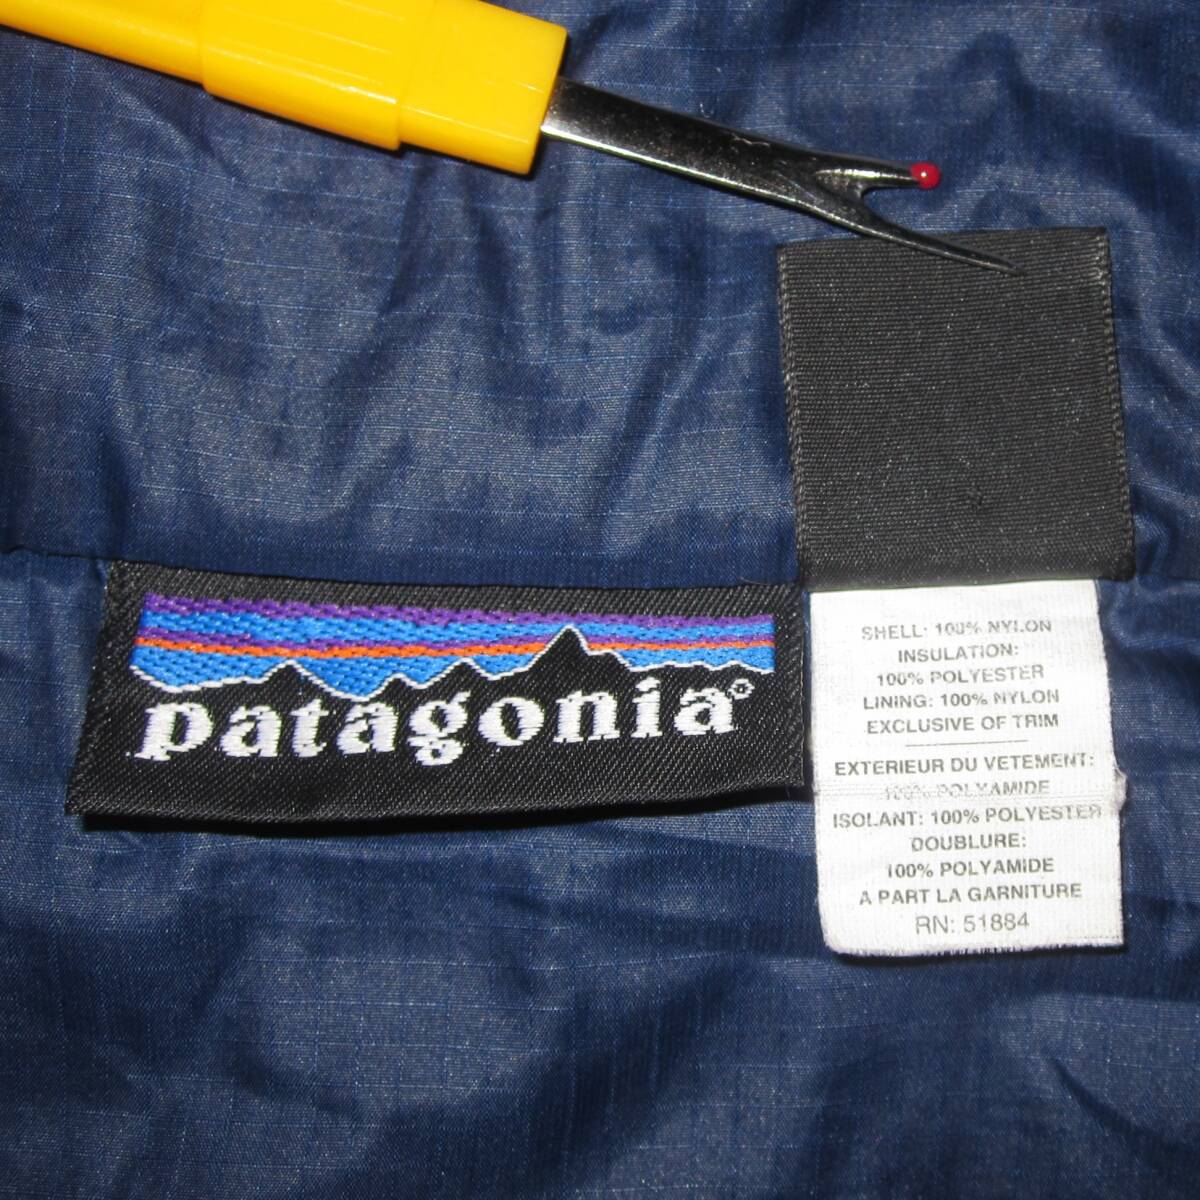 patagonia®
SHELL: 100% NYLON
INSULATION:
100% POLYESTER
LINING: 100% NYLON
EXCLUSIVE OF TRIM
EXTERIEUR DU VETEMENT:
100% POLYAMIDE
ISOLANT: 100% POLYESTER
DOUBLURE:
100% POLYAMIDE
A PART LA GARNITURE
RN: 51884